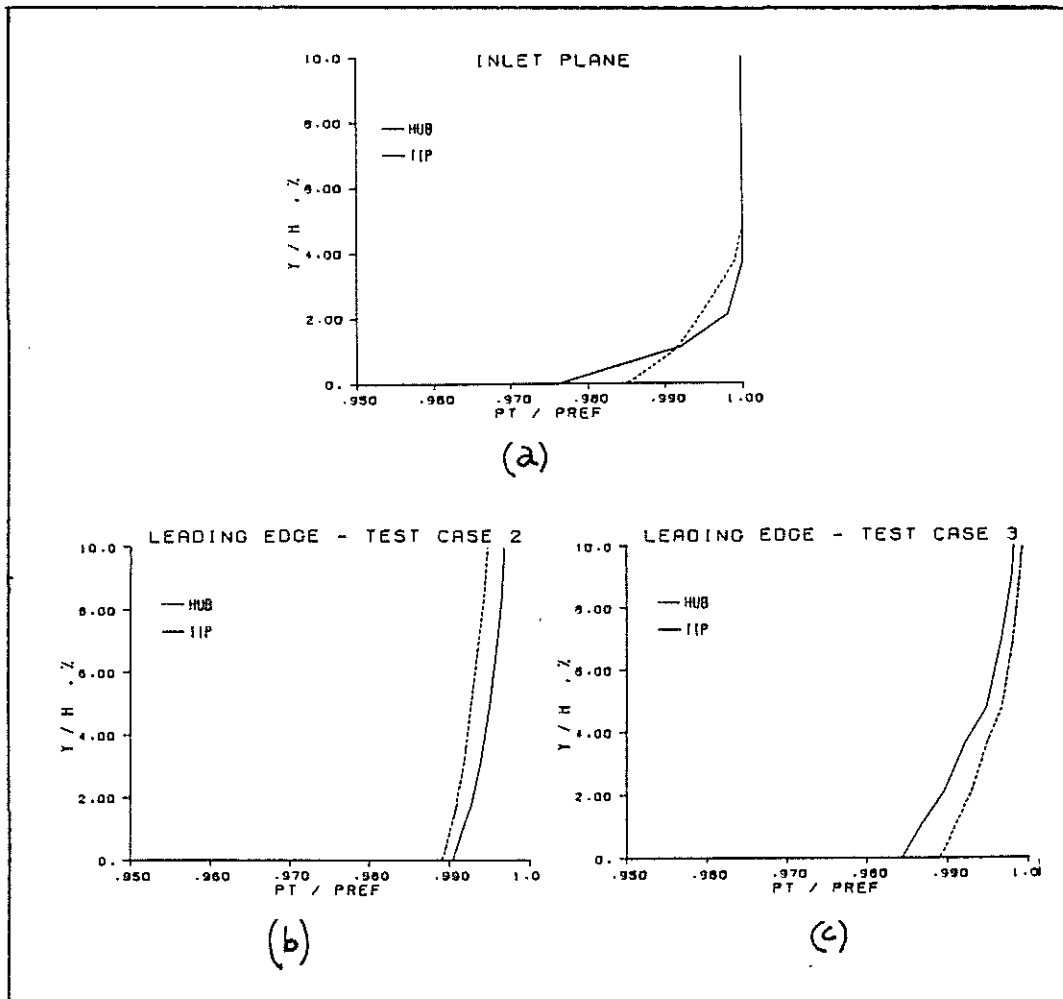 INLET PLANE
10.0
8.00
6.00
4.00
2.00
0.
Y / H , %
HUB
TIP
.950
.960
.970
.980
.990
1.00
PT / PREF
(a)
LEADING EDGE - TEST CASE 2
10.0
8.00
6.00
4.00
2.00
0.
Y / H , %
HUB
TIP
.950
.960
.970
.980
.990
1.0
PT / PREF
(b)
LEADING EDGE - TEST CASE 3
10.0
8.00
6.00
4.00
2.00
0.
Y / H , %
HUB
TIP
.950
.960
.970
.980
.990
1.0
PT / PREF
(c)